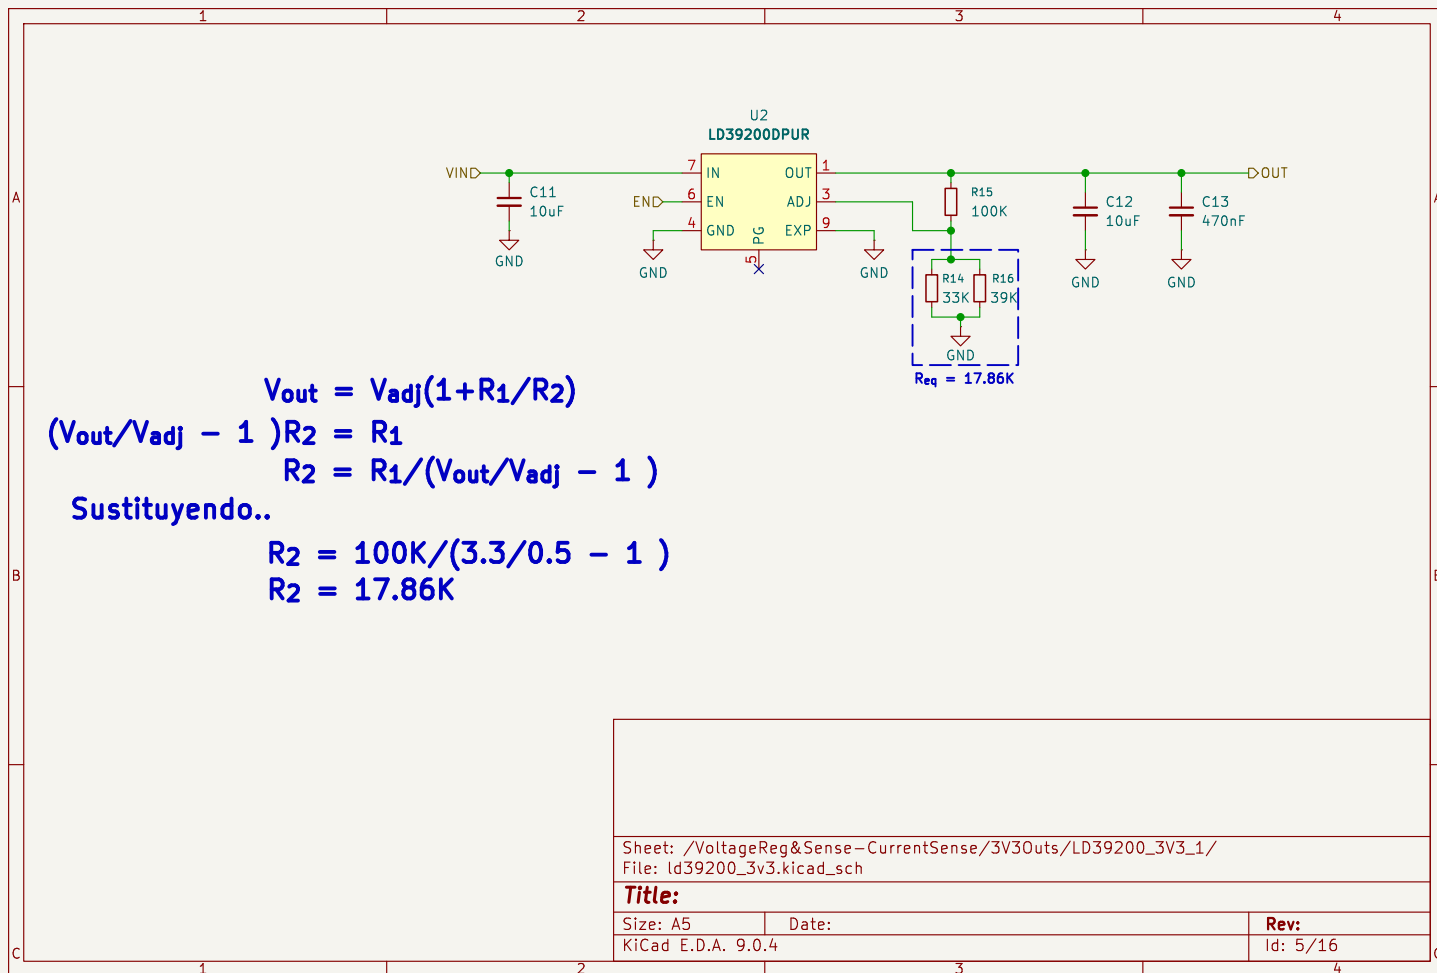 1 2 3 4
U2
LD39200DPUR
VIN 7 IN OUT 1 OUT
A
C11
10uF
GND
EN 6 EN ADJ 3
4 GND EXP 9
PG
5
GND
GND
R15
100K
C12
10uF
GND
C13
470nF
GND
R14
33K
R16
39K
GND
Req = 17.86K
Vout = Vadj(1+R1/R2)
(Vout/Vadj - 1 )R2 = R1
R2 = R1/(Vout/Vadj - 1 )
Sustituyendo..
R2 = 100K/(3.3/0.5 - 1 )
B
R2 = 17.86K
Sheet: /VoltageReg&Sense-CurrentSense/3V3Outs/LD39200_3V3_1/
File: ld39200_3v3.kicad_sch
Title:
Size: A5 Date: Rev:
KiCad E.D.A. 9.0.4 Id: 5/16
C
1 2 3 4